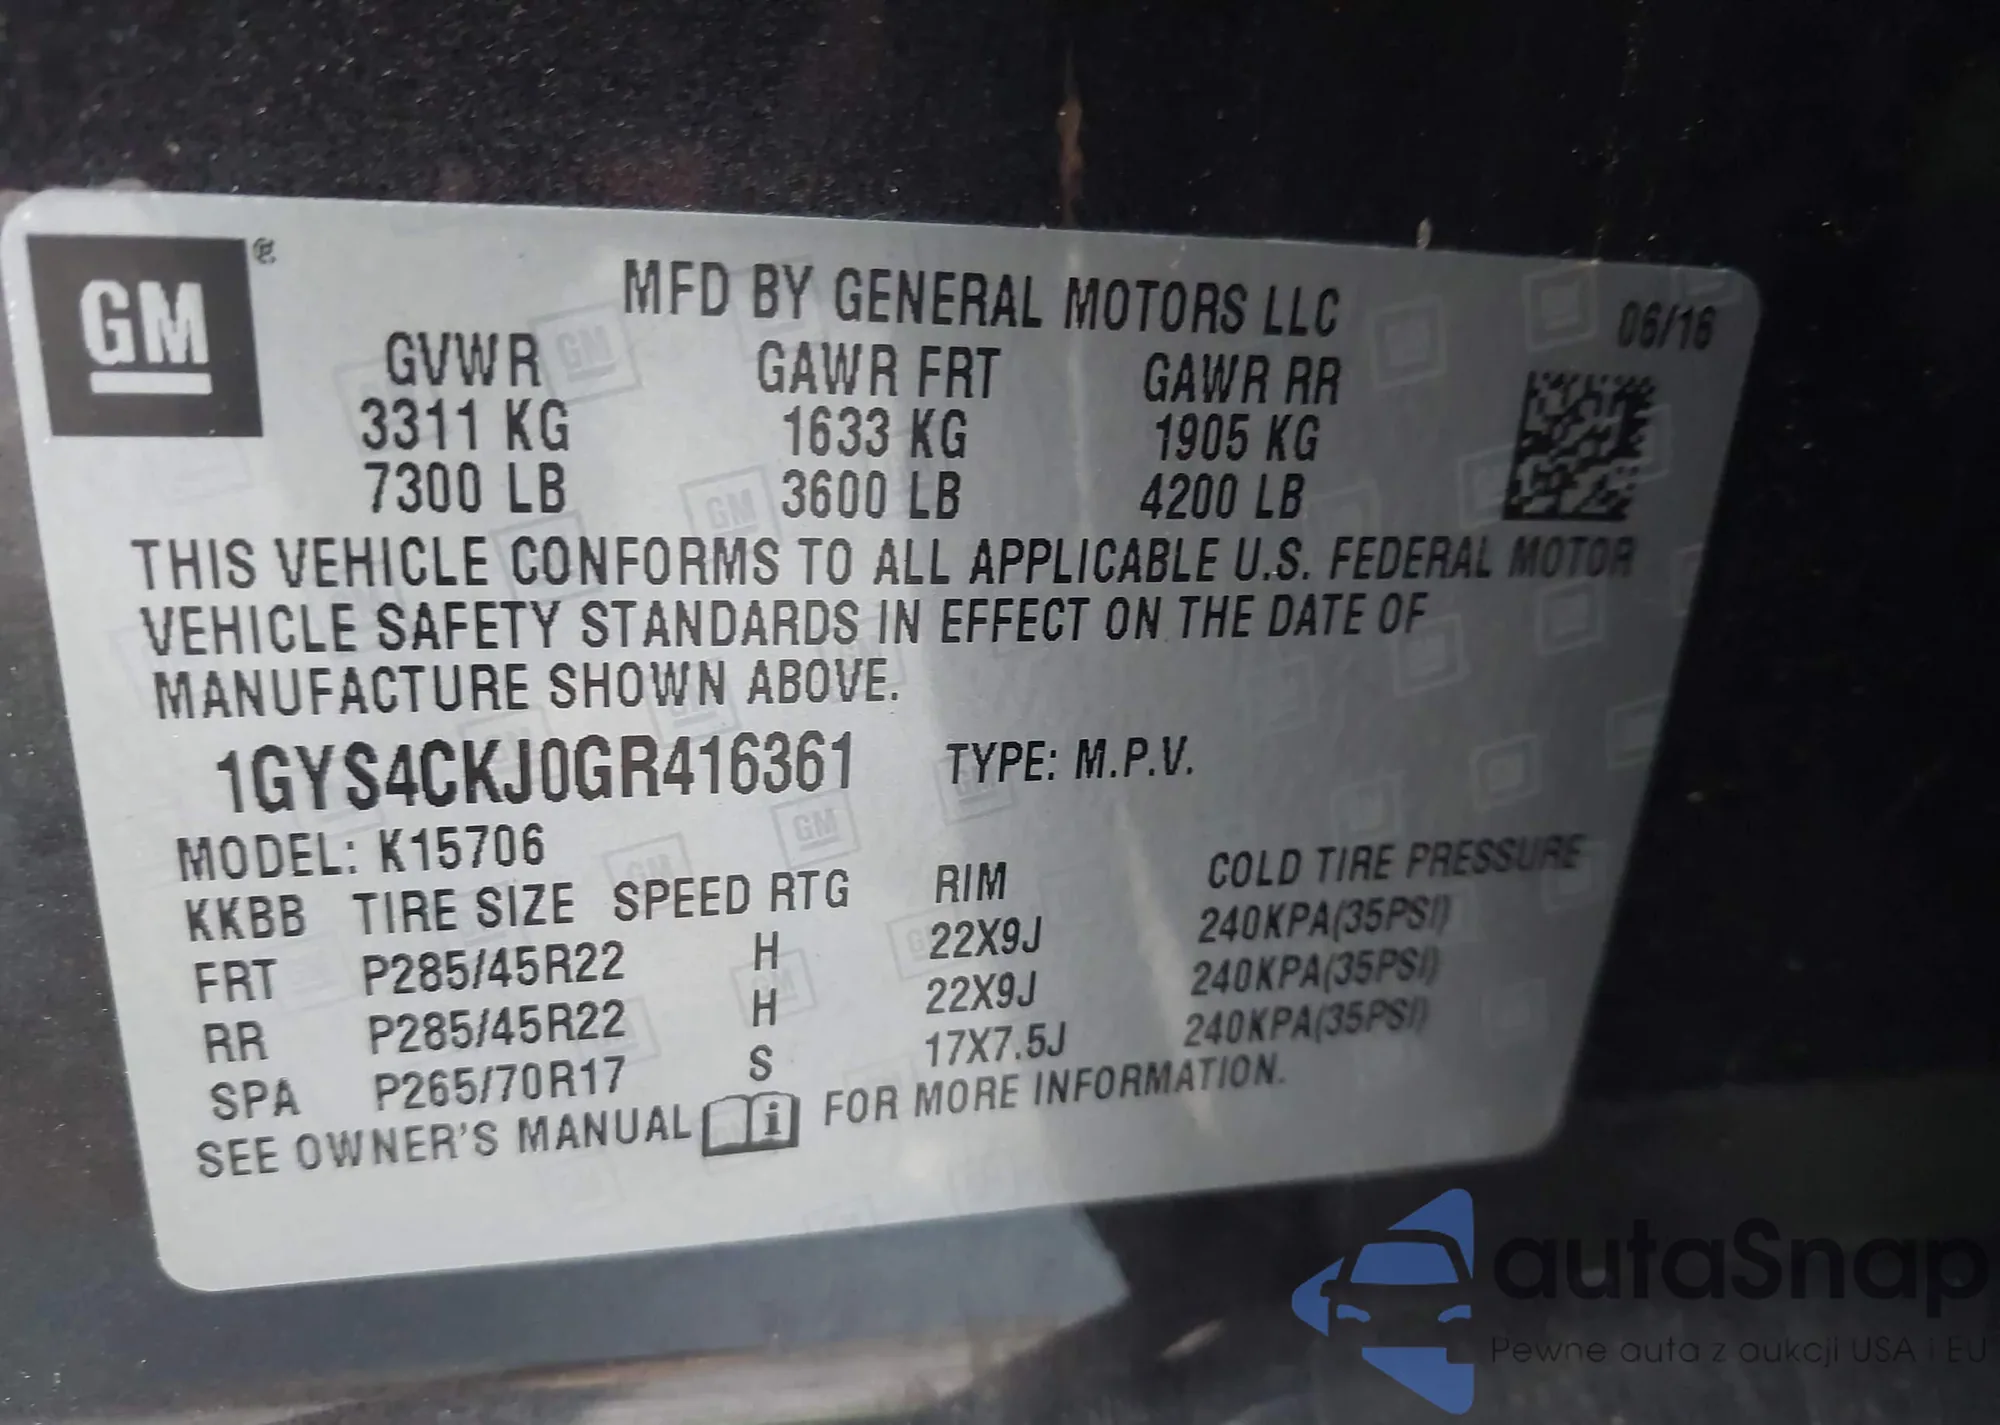 GM®
MFD BY GENERAL MOTORS LLC
06/16
GVWR GAWR FRT GAWR RR
3311 KG 1633 KG 1905 KG
7300 LB 3600 LB 4200 LB
THIS VEHICLE CONFORMS TO ALL APPLICABLE U.S. FEDERAL MOTOR
VEHICLE SAFETY STANDARDS IN EFFECT ON THE DATE OF
MANUFACTURE SHOWN ABOVE.
1GYS4CKJ0GR416361 TYPE: M.P.V.
MODEL: K15706
KKBB TIRE SIZE SPEED RTG RIM COLD TIRE PRESSURE
FRT P285/45R22 H 22X9J 240KPA(35PSI)
RR P285/45R22 H 22X9J 240KPA(35PSI)
SPA P265/70R17 S 17X7.5J 240KPA(35PSI)
SEE OWNER'S MANUAL i FOR MORE INFORMATION.
autaSnap
Pewne auta z aukcji USA i EU